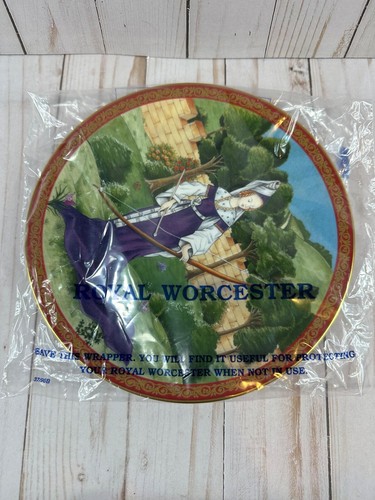 ROYAL WORCESTER
SAVE THIS WRAPPER. YOU WILL FIND IT USEFUL FOR PROTECTING
YOUR ROYAL WORCESTER WHEN NOT IN USE.